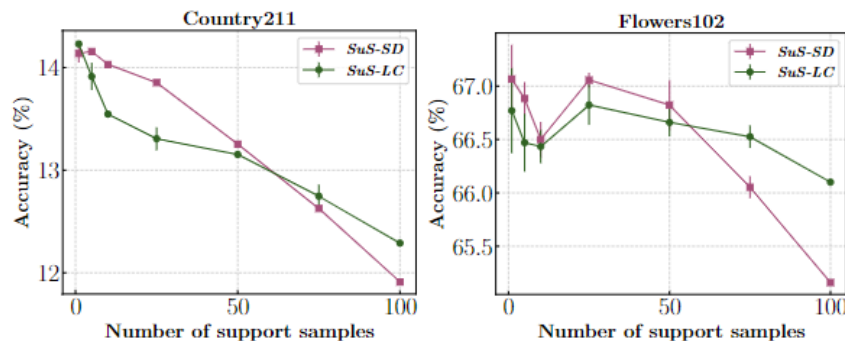 Country211
Accuracy (%)
14
13
12
0
50
100
Number of support samples
SuS-SD
SuS-LC
Flowers102
Accuracy (%)
67.0
66.5
66.0
65.5
0
50
100
Number of support samples
SuS-SD
SuS-LC